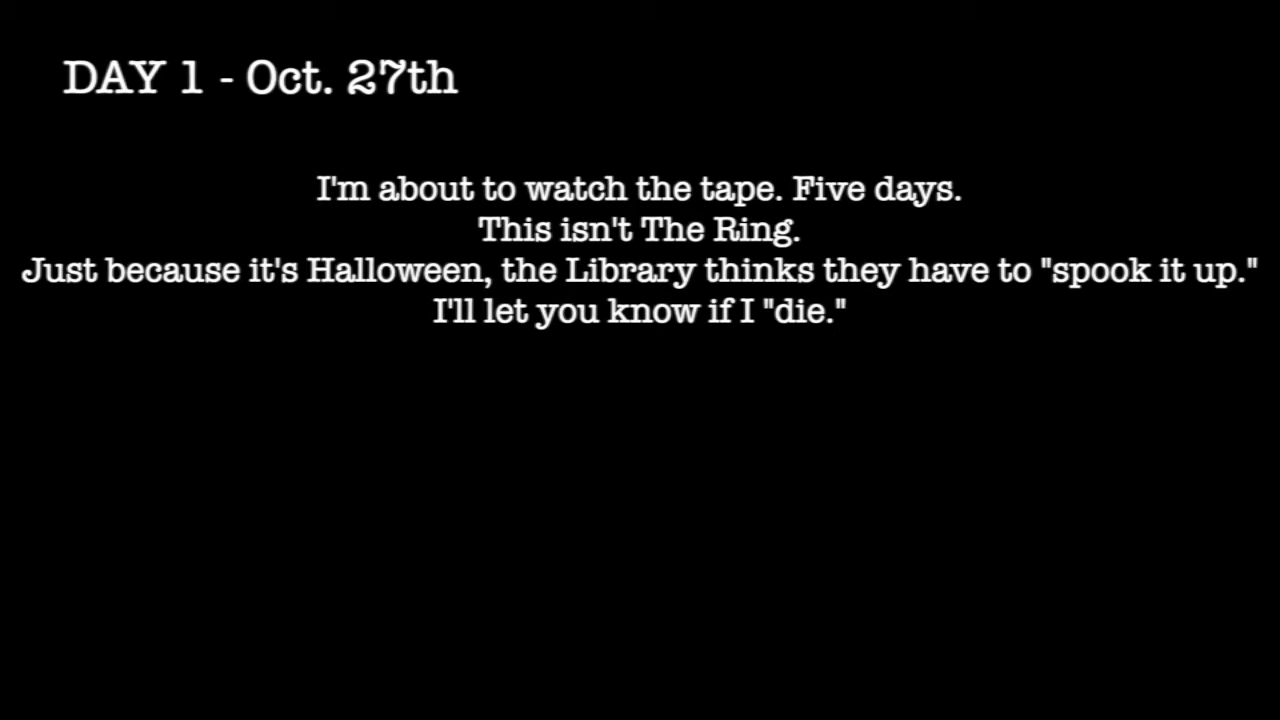 DAY 1 - Oct. 27th
I'm about to watch the tape. Five days.
This isn't The Ring.
Just because it's Halloween, the Library thinks they have to "spook it up."
I'll let you know if I "die."